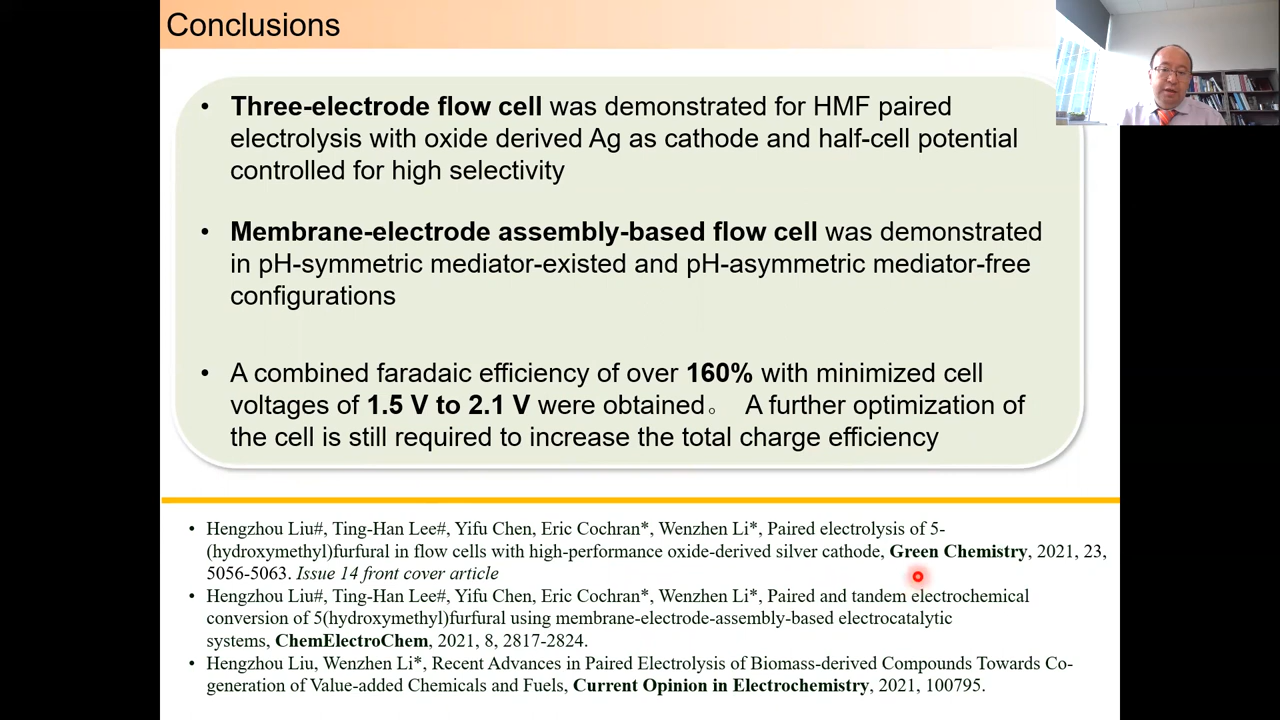 Conclusions
• Three-electrode flow cell was demonstrated for HMF paired
electrolysis with oxide derived Ag as cathode and half-cell potential
controlled for high selectivity
• Membrane-electrode assembly-based flow cell was demonstrated
in pH-symmetric mediator-existed and pH-asymmetric mediator-free
configurations
• A combined faradaic efficiency of over 160% with minimized cell
voltages of 1.5 V to 2.1 V were obtained。 A further optimization of
the cell is still required to increase the total charge efficiency
• Hengzhou Liu#, Ting-Han Lee#, Yifu Chen, Eric Cochran*, Wenzhen Li*, Paired electrolysis of 5-
(hydroxymethyl)furfural in flow cells with high-performance oxide-derived silver cathode, Green Chemistry, 2021, 23,
5056-5063. Issue 14 front cover article
• Hengzhou Liu#, Ting-Han Lee#, Yifu Chen, Eric Cochran*, Wenzhen Li*, Paired and tandem electrochemical
conversion of 5(hydroxymethyl)furfural using membrane-electrode-assembly-based electrocatalytic
systems, ChemElectroChem, 2021, 8, 2817-2824.
• Hengzhou Liu, Wenzhen Li*, Recent Advances in Paired Electrolysis of Biomass-derived Compounds Towards Co-
generation of Value-added Chemicals and Fuels, Current Opinion in Electrochemistry, 2021, 100795.